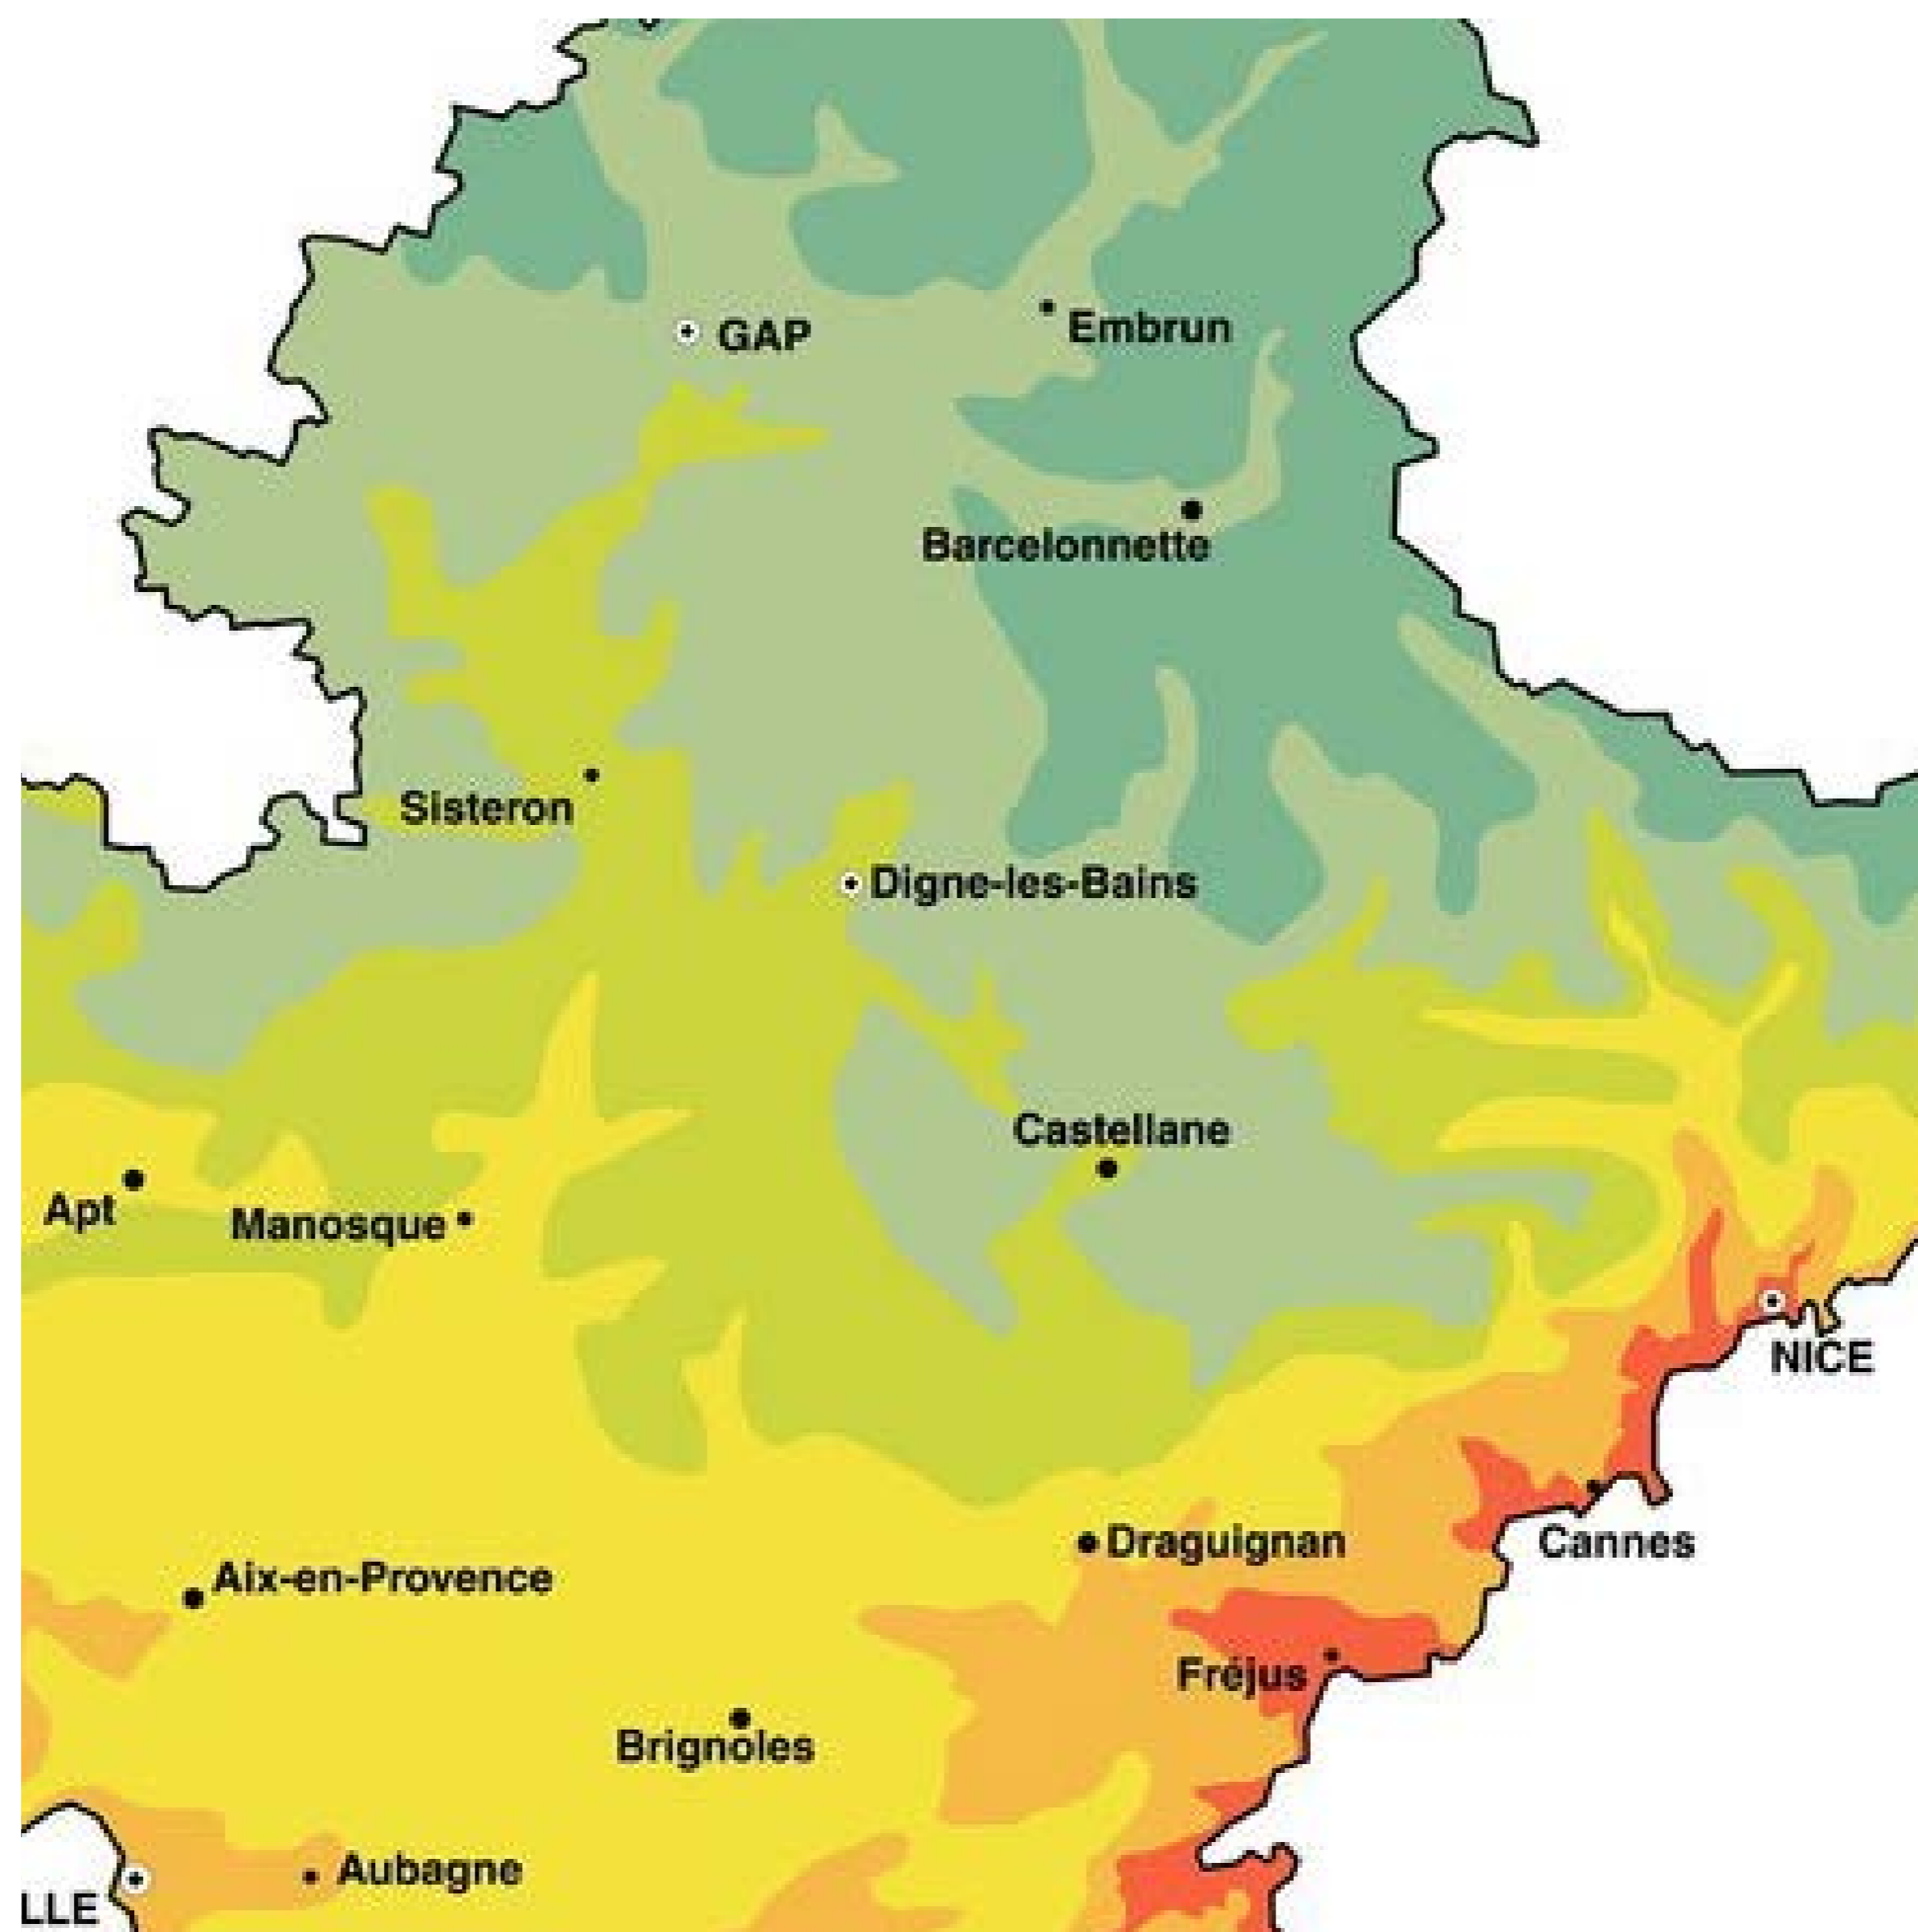 GAP
Embrun
Barcelonnette
Sisteron
Digne-les-Bains
Castellane
Apt
Manosque
NICE
Draguignan
Cannes
Aix-en-Provence
Fréjus
Brignoles
Aubagne
LLE